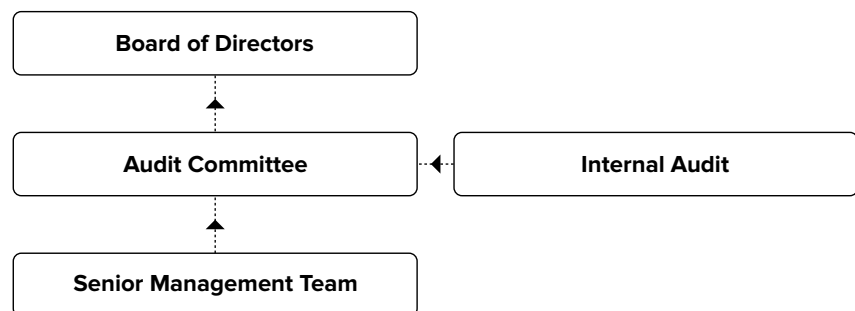 Board of Directors
Audit Committee
Internal Audit
Senior Management Team